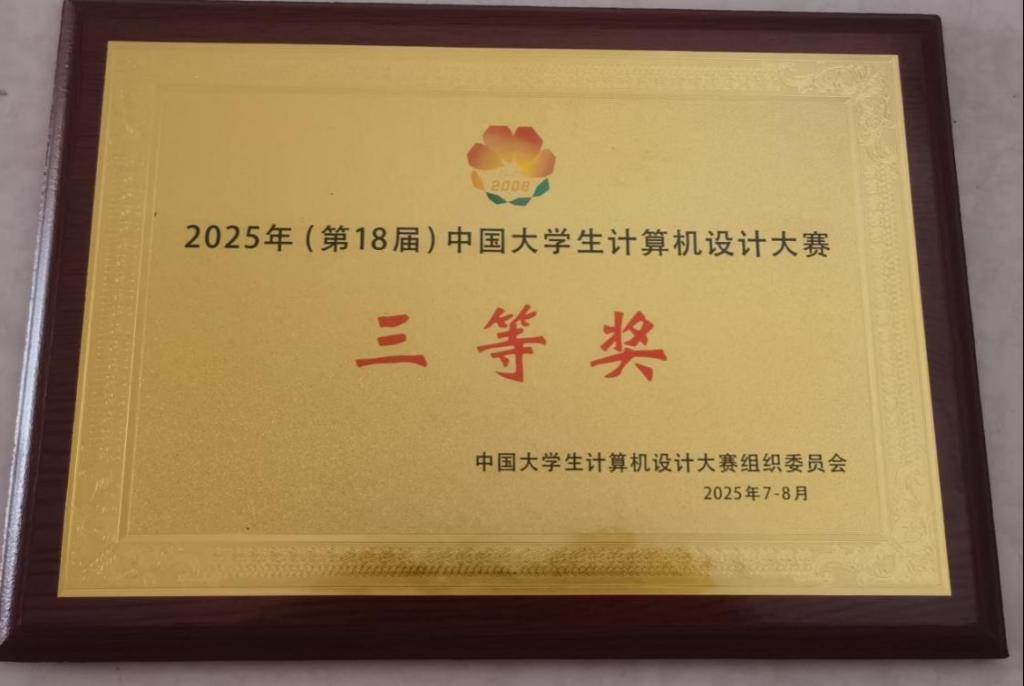 2008
2025年(第18届)中国大学生计算机设计大赛
三等奖
中国大学生计算机设计大赛组织委员会
2025年7-8月